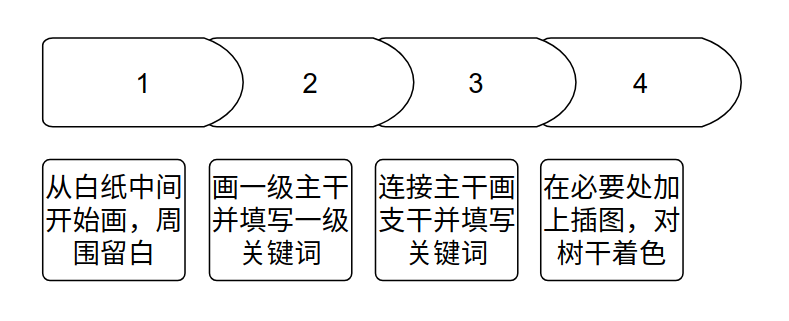 1
2
3
4
从白纸中间
开始画，周
围留白
画一级主干
并填写一级
关键词
连接主干画
支干并填写
关键词
在必要处加
上插图，对
树干着色